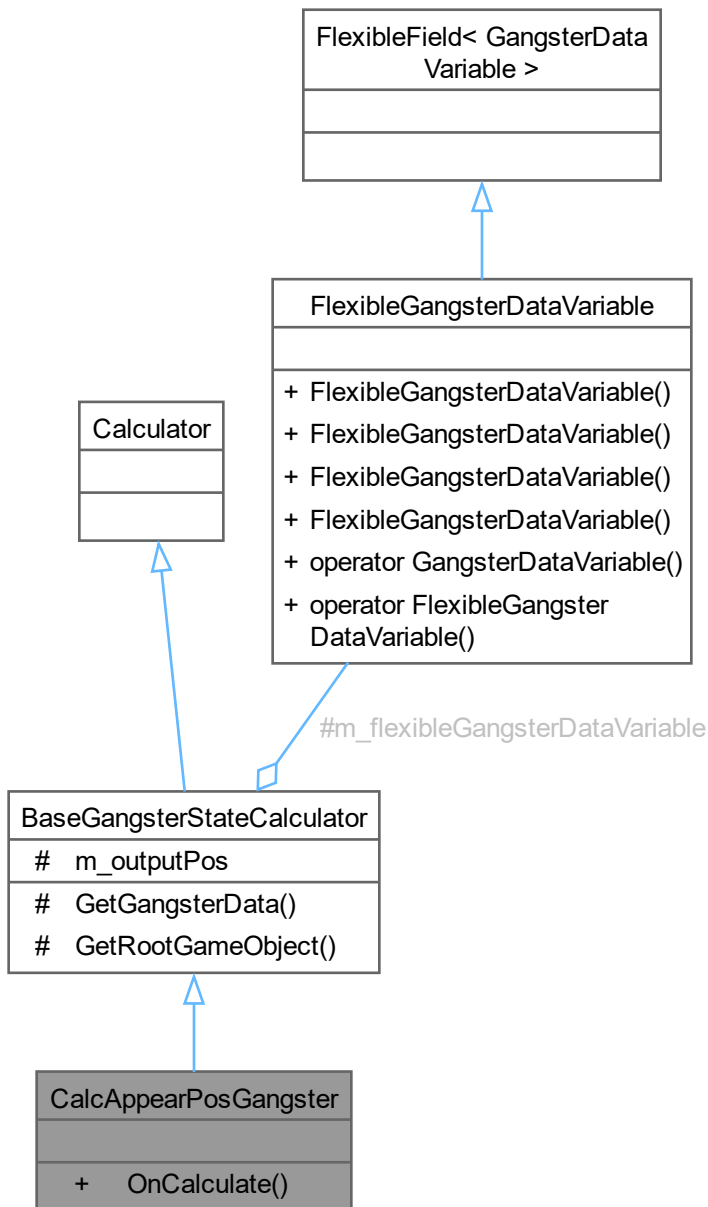 FlexibleField< GangsterData
Variable >
FlexibleGangsterDataVariable
+ FlexibleGangsterDataVariable()
+ FlexibleGangsterDataVariable()
+ FlexibleGangsterDataVariable()
+ FlexibleGangsterDataVariable()
+ operator GangsterDataVariable()
+ operator FlexibleGangster
DataVariable()
Calculator
#m_flexibleGangsterDataVariable
BaseGangsterStateCalculator
# m_outputPos
# GetGangsterData()
# GetRootGameObject()
CalcAppearPosGangster
+ OnCalculate()